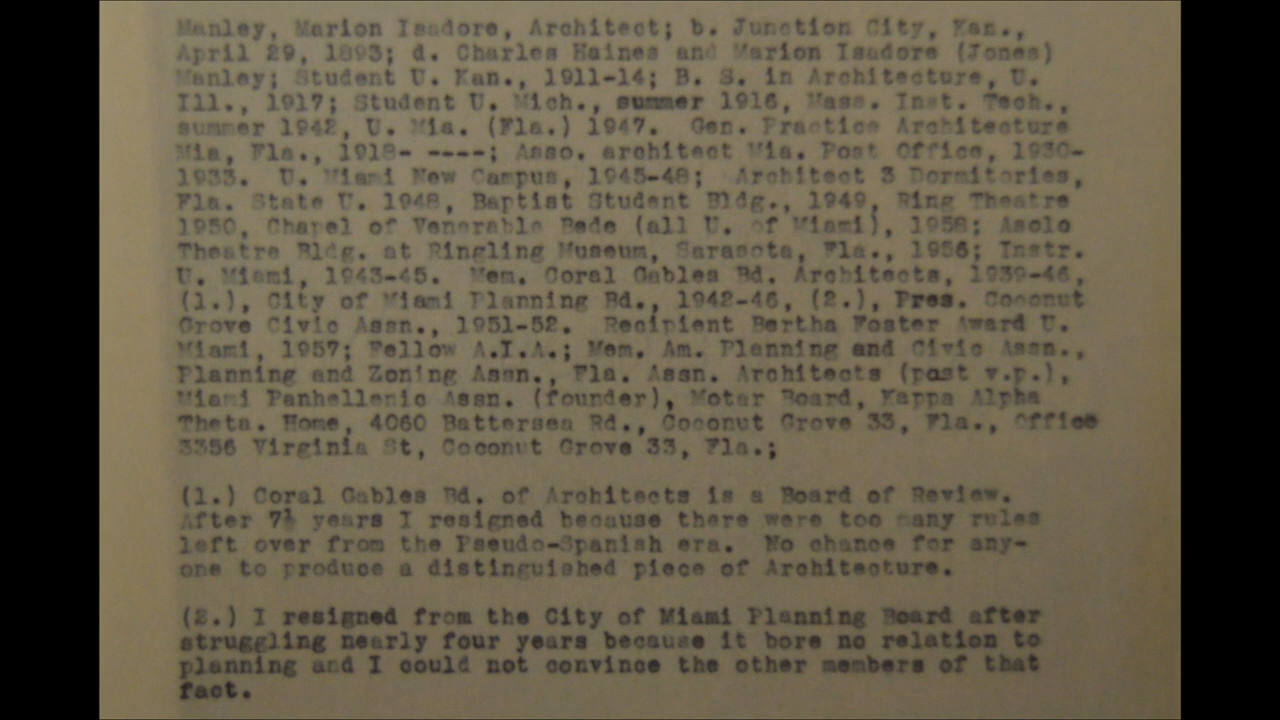 Manley, Marion Isadore, Architect; b. Junction City, Kan.,
April 29, 1893; d. Charles Haines and Marion Isadore (Jones)
Manley; Student U. Kan., 1911-14; B. S. in Architecture, U.
Ill., 1917; Student U. Mich., summer 1916, Mass. Inst. Tech.,
summer 1942, U. Mia. (Fla.) 1947. Gen. Practice Architecture
Mia, Fla., 1918- ----; Asso. architect Mia. Post Office, 1930-
1933. U. Miami New Campus, 1945-48; Architect 3 Dormitories,
Fla. State U. 1948, Baptist Student Bldg., 1949, Ring Theatre
1950, Chapel of Venerable Bede (all U. of Miami), 1958; Asolo
Theatre Bldg. at Ringling Museum, Sarasota, Fla., 1956; Instr.
U. Miami, 1943-45. Mem. Coral Gables Bd. Architects, 1939-46,
(1.), City of Miami Planning Bd., 1942-46, (2.), Pres. Coconut
Grove Civic Assn., 1951-52. Recipient Bertha Foster Award U.
Miami, 1957; Fellow A.I.A.; Mem. Am. Planning and Civic Assn.,
Planning and Zoning Assn., Fla. Assn. Architects (past v.p.),
Miami Panhellenic Assn. (founder), Motar Board, Kappa Alpha
Theta. Home, 4060 Battersea Rd., Coconut Grove 33, Fla., Office
3356 Virginia St, Coconut Grove 33, Fla.;
(1.) Coral Gables Bd. of Architects is a Board of Review.
After 7½ years I resigned because there were too many rules
left over from the Pseudo-Spanish era. No chance for any-
one to produce a distinguished piece of Architecture.
(2.) I resigned from the City of Miami Planning Board after
struggling nearly four years because it bore no relation to
planning and I could not convince the other members of that
fact.